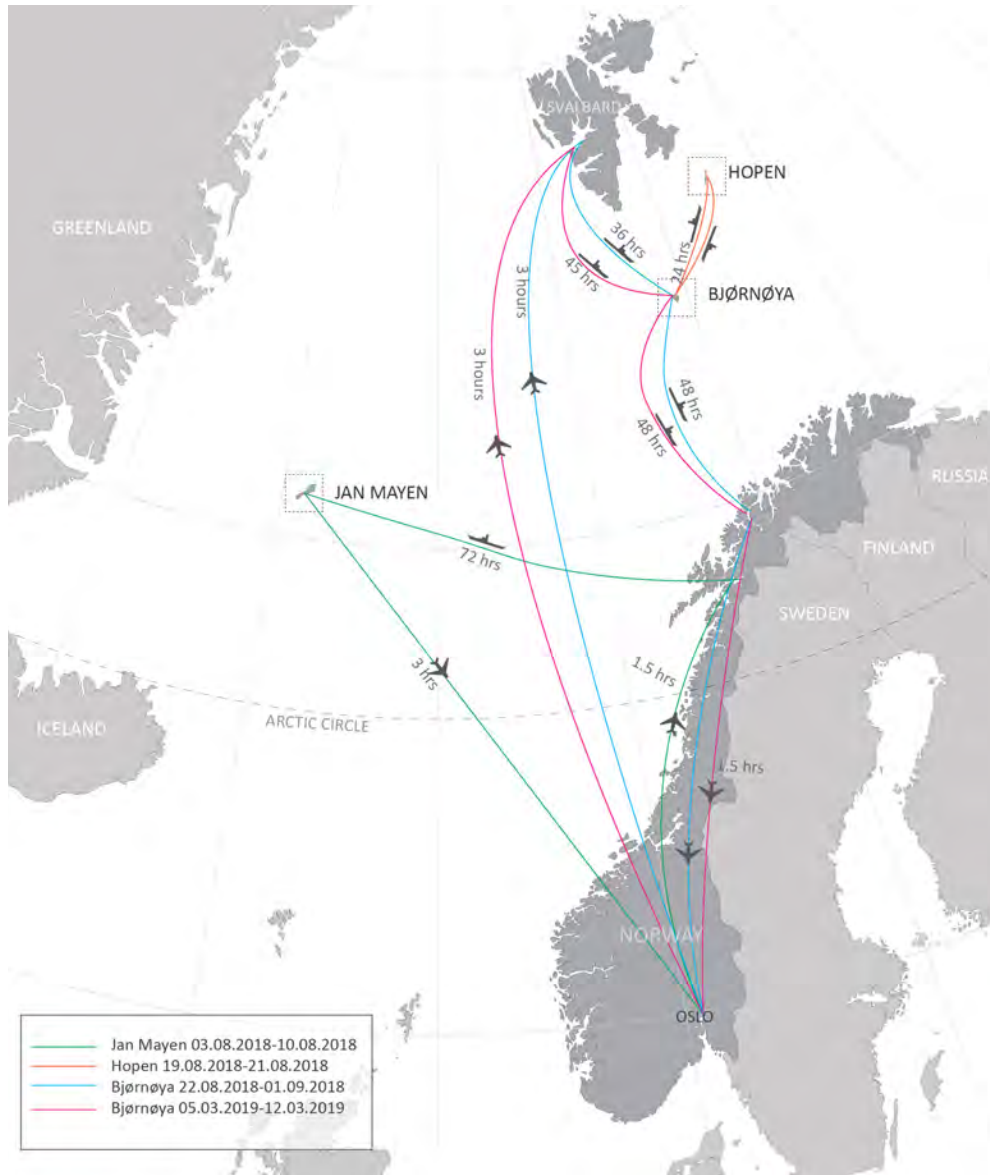 SVALBARD
HOPEN
GREENLAND
36 hrs
24 hrs
45 hrs
3 hours
BJØRNØYA
3 hours
48 hrs
48 hrs
RUSSIA
JAN MAYEN
FINLAND
72 hrs
SWEDEN
1.5 hrs
3 hrs
ARCTIC CIRCLE
ICELAND
1.5 hrs
NORWAY
OSLO
Jan Mayen 03.08.2018-10.08.2018
Hopen 19.08.2018-21.08.2018
Bjørnøya 22.08.2018-01.09.2018
Bjørnøya 05.03.2019-12.03.2019